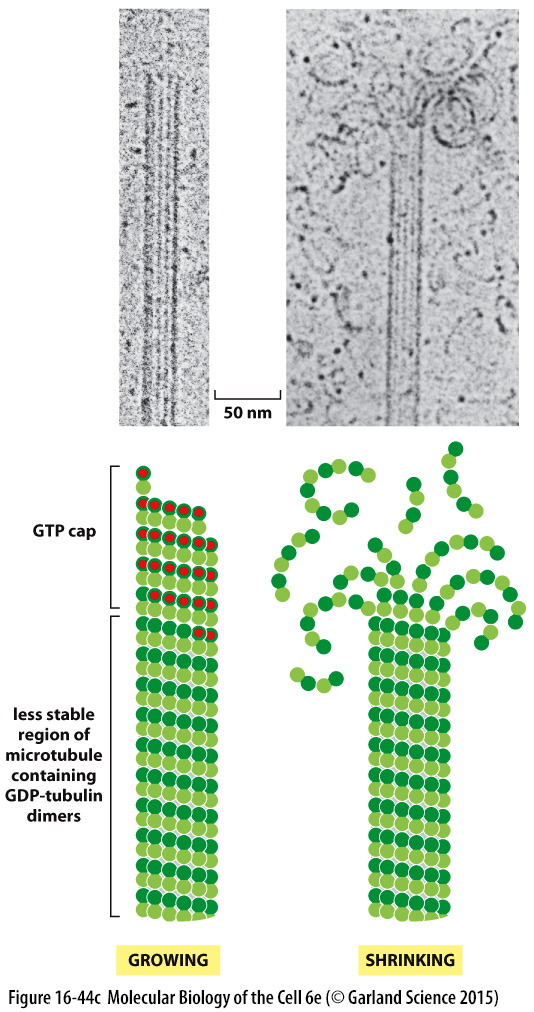 50 nm
GTP cap
less stable
region of
microtubule
containing
GDP-tubulin
dimers
GROWING
SHRINKING
Figure 16-44c Molecular Biology of the Cell 6e (© Garland Science 2015)